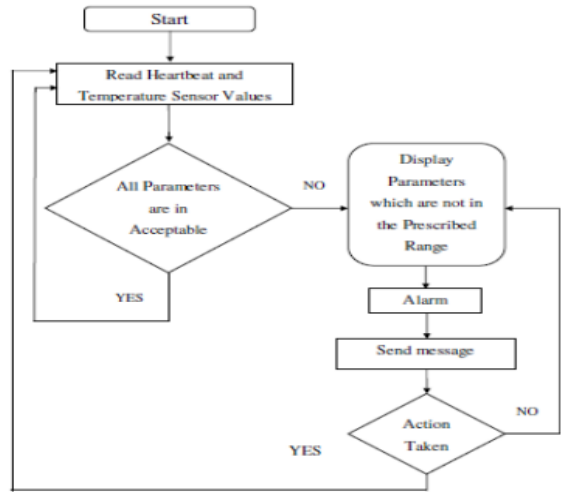 Start
Read Heartbeat and
Temperature Sensor Values
All Parameters
are in
Acceptable
NO
YES
Display
Parameters
which are not in
the Prescribed
Range
Alarm
Send message
Action
Taken
NO
YES